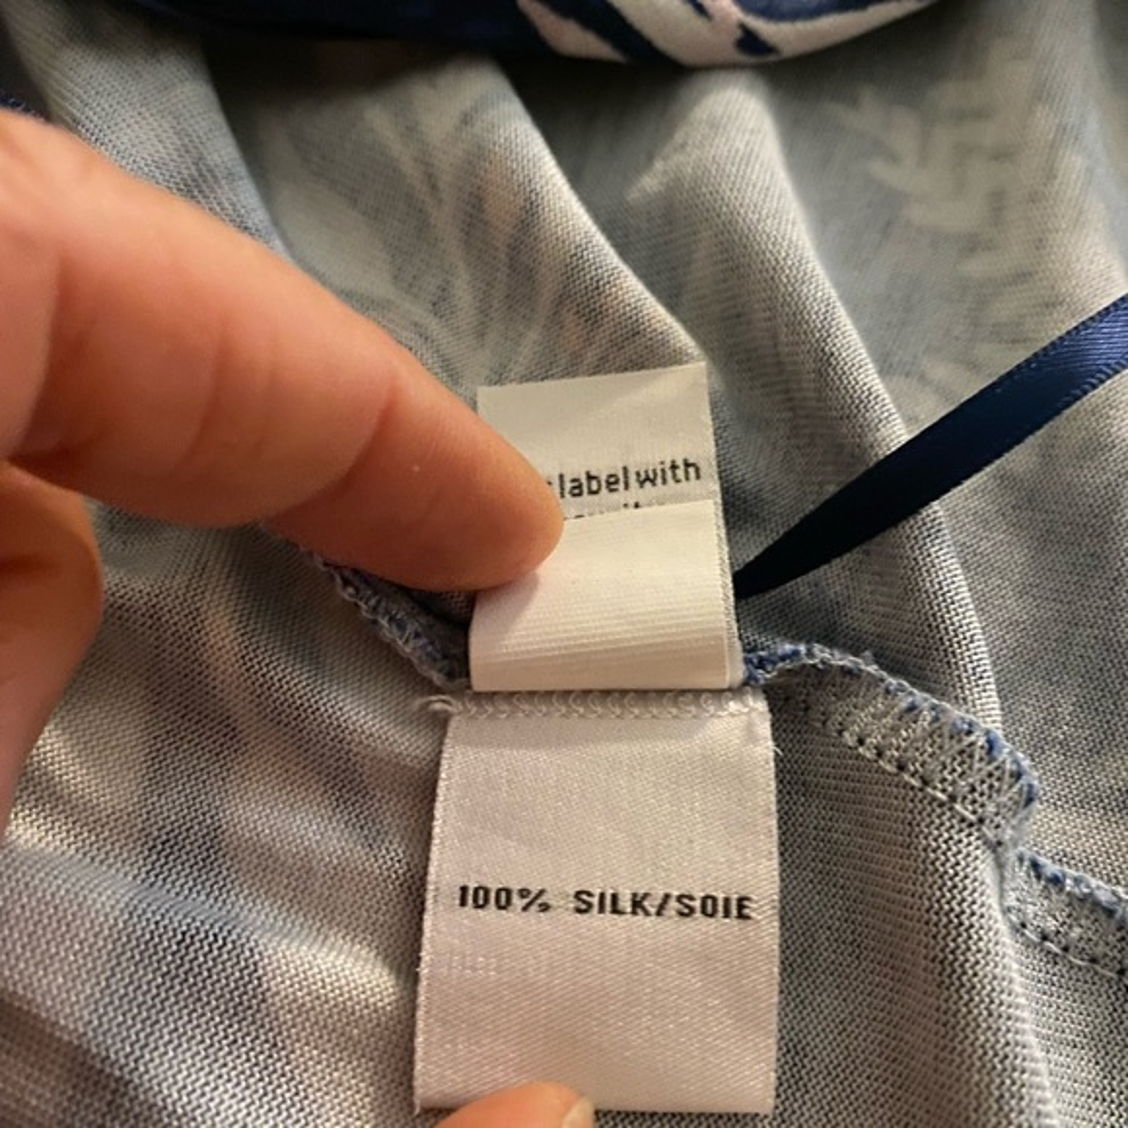 label with
100% SILK/SOIE